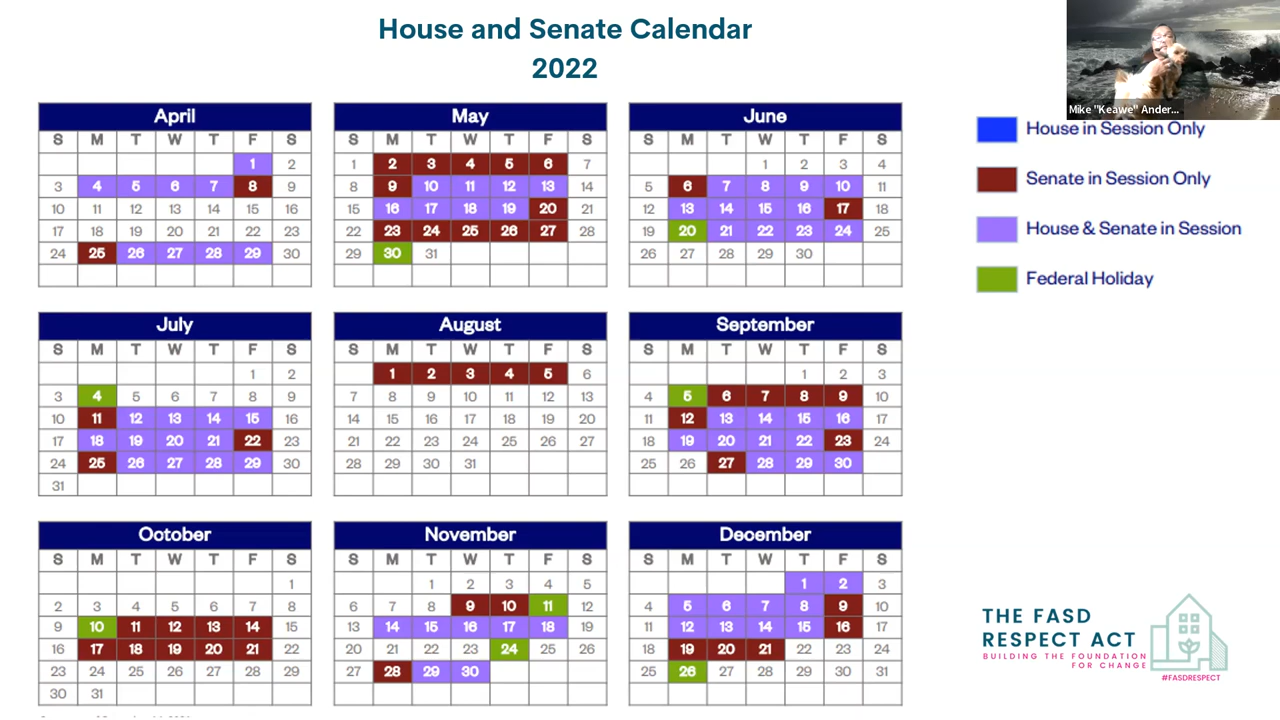 House and Senate Calendar
2022
Mike "Keawe" Ander...
House in Session Only
Senate in Session Only
House & Senate in Session
Federal Holiday
April
S M T W T F S
1 2
3 4 5 6 7 8 9
10 11 12 13 14 15 16
17 18 19 20 21 22 23
24 25 26 27 28 29 30
May
S M T W T F S
1 2 3 4 5 6 7
8 9 10 11 12 13 14
15 16 17 18 19 20 21
22 23 24 25 26 27 28
29 30 31
June
S M T W T F S
1 2 3 4
5 6 7 8 9 10 11
12 13 14 15 16 17 18
19 20 21 22 23 24 25
26 27 28 29 30
July
S M T W T F S
1 2
3 4 5 6 7 8 9
10 11 12 13 14 15 16
17 18 19 20 21 22 23
24 25 26 27 28 29 30
31
August
S M T W T F S
1 2 3 4 5 6
7 8 9 10 11 12 13
14 15 16 17 18 19 20
21 22 23 24 25 26 27
28 29 30 31
September
S M T W T F S
1 2 3
4 5 6 7 8 9 10
11 12 13 14 15 16 17
18 19 20 21 22 23 24
25 26 27 28 29 30
October
S M T W T F S
1
2 3 4 5 6 7 8
9 10 11 12 13 14 15
16 17 18 19 20 21 22
23 24 25 26 27 28 29
30 31
November
S M T W T F S
1 2 3 4 5
6 7 8 9 10 11 12
13 14 15 16 17 18 19
20 21 22 23 24 25 26
27 28 29 30
December
S M T W T F S
1 2 3
4 5 6 7 8 9 10
11 12 13 14 15 16 17
18 19 20 21 22 23 24
25 26 27 28 29 30 31
THE FASD
RESPECT ACT
BUILDING THE FOUNDATION
FOR CHANGE
#FASDRESPECT